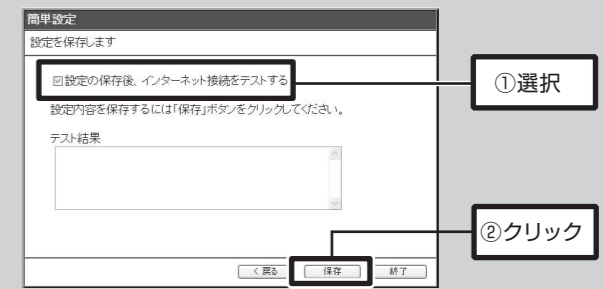 簡単設定
設定を保存します
設定の保存後、インターネット接続をテストする
①選択
設定内容を保存するには「保存」ボタンをクリックしてください。
テスト結果
②クリック
< 戻る
保存
終了